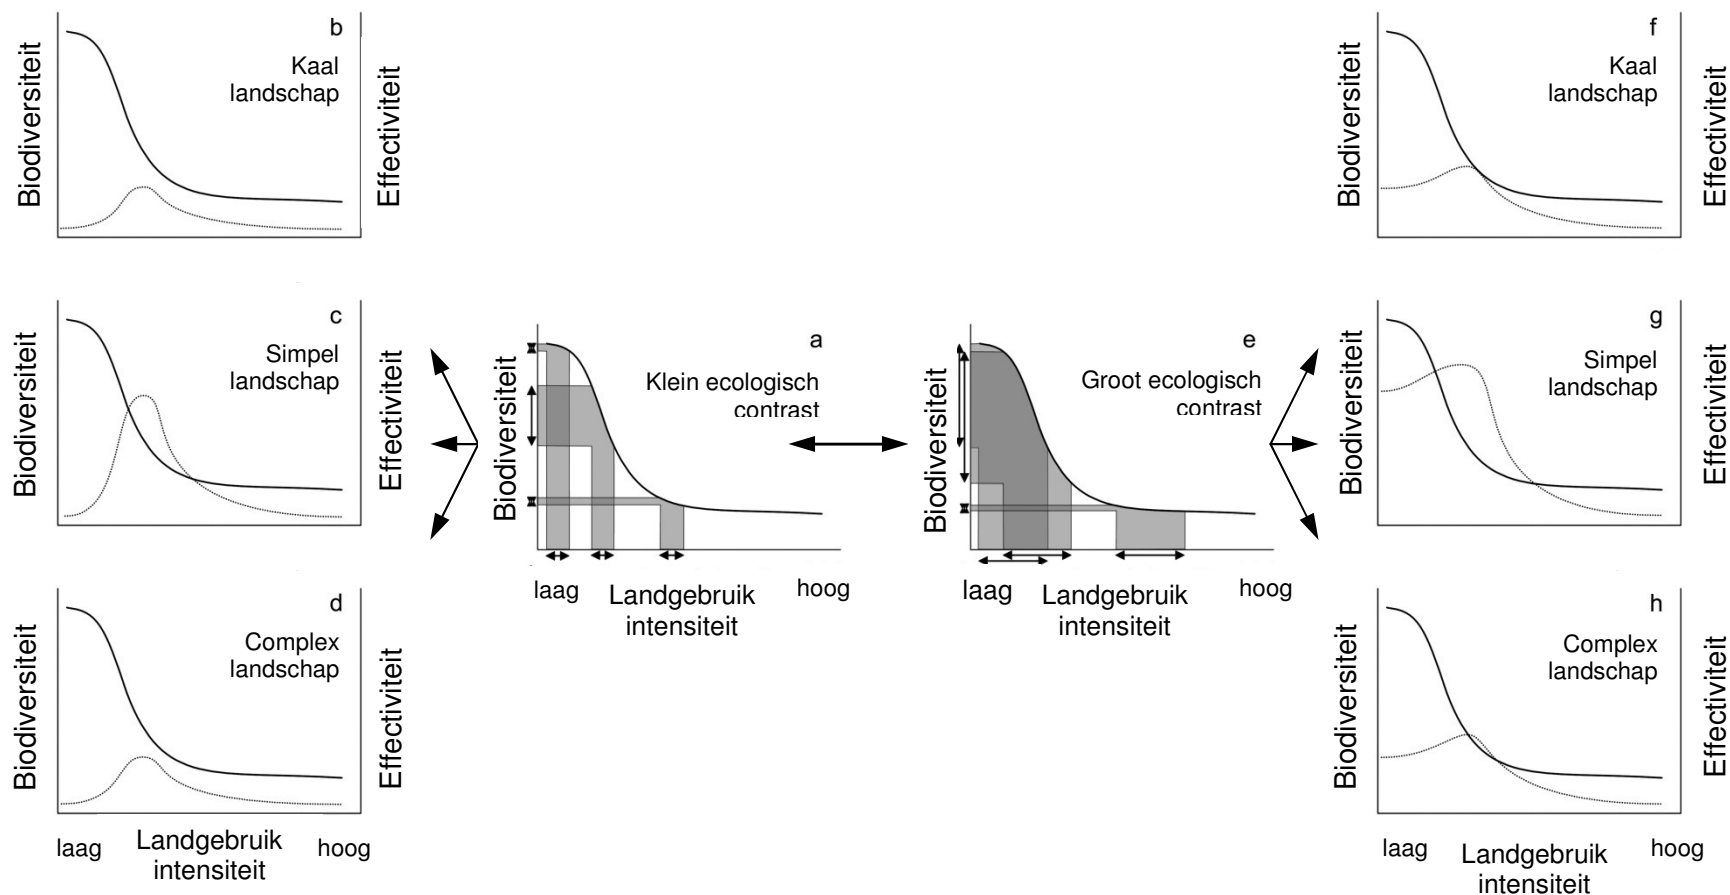 b
Kaal
landschap
Biodiversiteit
Effectiviteit
c
Simpel
landschap
Biodiversiteit
Effectiviteit
d
Complex
landschap
Biodiversiteit
Effectiviteit
laag
Landgebruik
intensiteit
hoog
a
Klein ecologisch
contrast
Biodiversiteit
laag
Landgebruik
intensiteit
hoog
e
Groot ecologisch
contrast
Biodiversiteit
laag
Landgebruik
intensiteit
hoog
f
Kaal
landschap
Biodiversiteit
Effectiviteit
g
Simpel
landschap
Biodiversiteit
Effectiviteit
h
Complex
landschap
Biodiversiteit
Effectiviteit
laag
Landgebruik
intensiteit
hoog